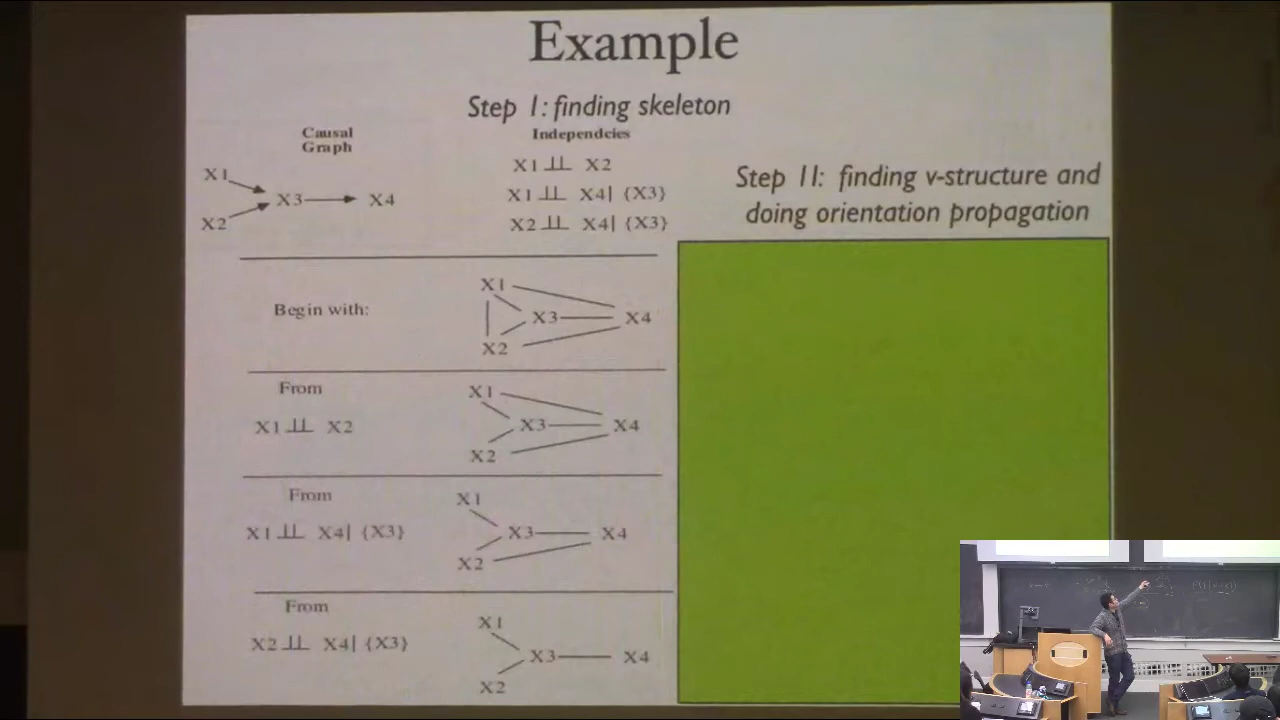 Example
Step I: finding skeleton
Causal
Graph
X1
X3
X4
X2
Independcies
X1 ⫫ X2
X1 ⫫ X4| {X3}
X2 ⫫ X4| {X3}
Step II: finding v-structure and
doing orientation propagation
Begin with:
X1
X3
X4
X2
From
X1 ⫫ X2
X1
X3
X4
X2
From
X1 ⫫ X4| {X3}
X1
X3
X4
X2
From
X2 ⫫ X4| {X3}
X1
X3
X4
X2